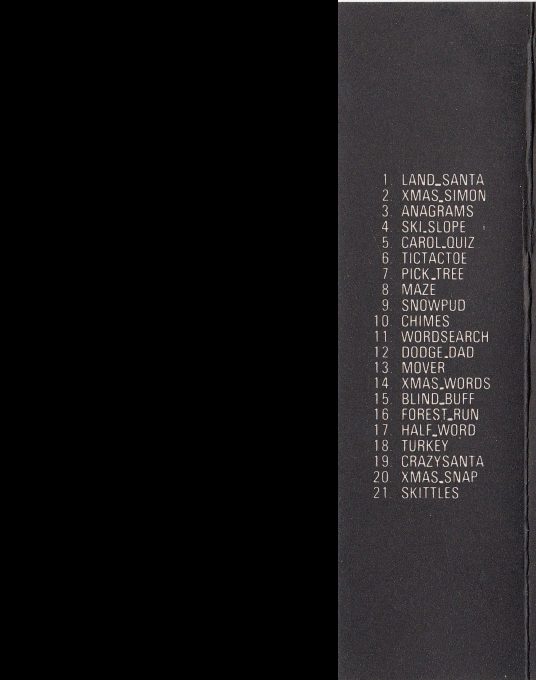 1. LAND_SANTA
2. XMAS_SIMON
3. ANAGRAMS
4. SKI_SLOPE
5. CAROL_QUIZ
6. TICTACTOE
7. PICK_TREE
8. MAZE
9. SNOWPUD
10. CHIMES
11. WORDSEARCH
12. DODGE_DAD
13. MOVER
14. XMAS_WORDS
15. BLIND_BUFF
16. FOREST_RUN
17. HALF_WORD
18. TURKEY
19. CRAZYSANTA
20. XMAS_SNAP
21. SKITTLES